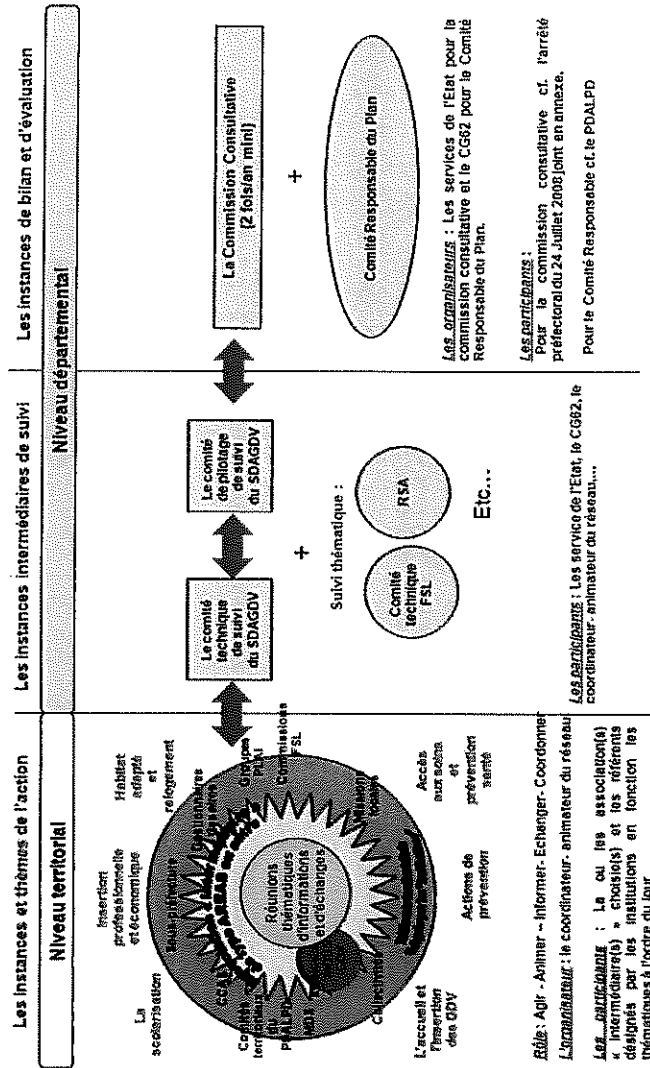 Les instances et thèmes de l'action
Les instances intermédiaires de suivi
Les instances de bilan et d'évaluation
Niveau territorial
Niveau départemental
La
scolarisation
Insertion
professionnelle
et économique
Habitat
adapté
et
relogement
Sous-préfecture
Gestionnaires
Groupes
PLAI
Commissions
FSL
Comités
territoriaux
du
PDALPD
MDS
Réunions
thématiques
d'informations
et d'échanges
L'accueil et
l'insertion
des GDV
Actions de
prévention
Accès
aux soins
et
prévention
santé
Rôle : Agir - Animer – Informer- Echanger- Coordonner
L'organisateur : le coordinateur- animateur du réseau
Les participants : La ou les association(s)
« intermédiaire(s) » choisie(s) et les référents
désignés par les institutions en fonction les
thématiques à l'ordre du jour
Le comité
technique
de suivi
du SDAGDV
Le comité
de pilotage
de suivi
du SDAGDV
+
Suivi thématique :
Comité
technique
FSL
RSA
Etc...
Les participants : Les service de l'Etat, le CG62, le
coordinateur- animateur du réseau,...
La Commission Consultative
(2 fois/an mini)
+
Comité Responsable du Plan
Les organisateurs : Les services de l'Etat pour la
commission consultative et le CG62 pour le Comité
Responsable du Plan.
Les participants :
Pour la commission consultative cf. l'arrêté
préfectoral du 24 Juillet 2008 joint en annexe.
Pour le Comité Responsable cf. le PDALPD